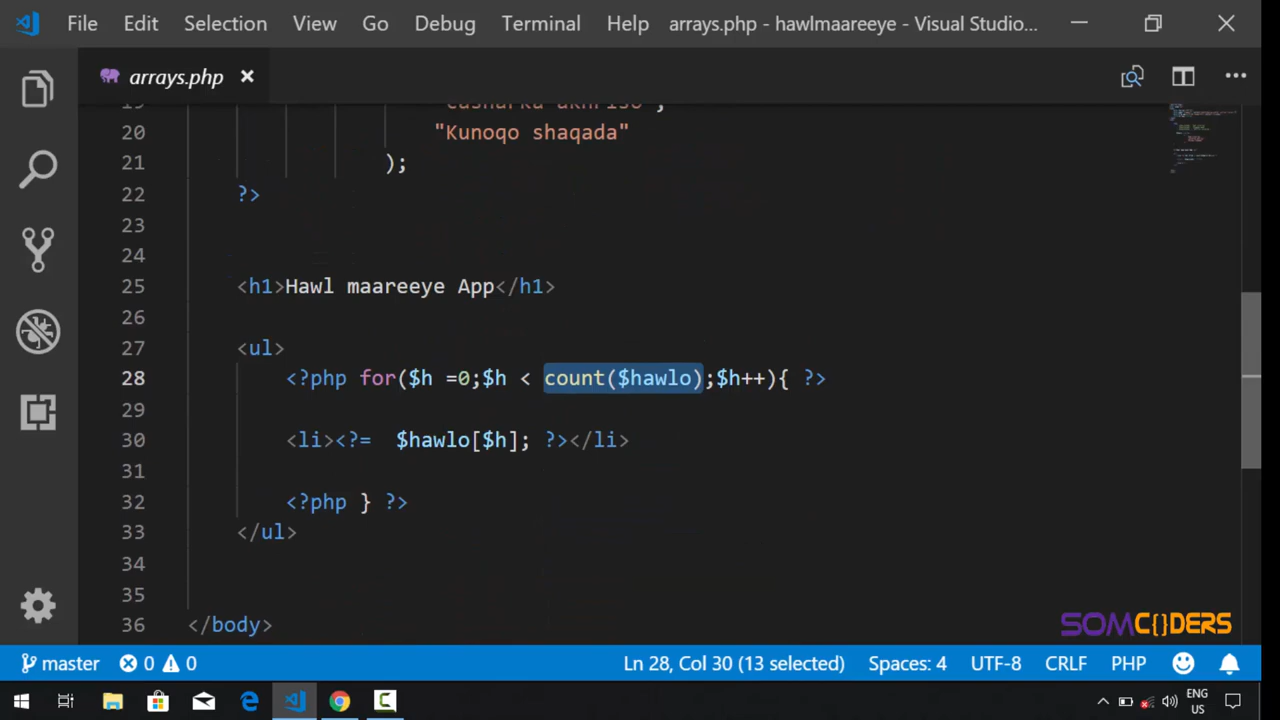 File Edit Selection View Go Debug Terminal Help arrays.php - hawlmaareeye - Visual Studio...
arrays.php
19 "casharka akhriso",
20 "Kunoqo shaqada"
21 );
22 ?>
23
24
25 <h1>Hawl maareeye App</h1>
26
27 <ul>
28 <?php for($h =0;$h < count($hawlo);$h++){ ?>
29
30 <li><?= $hawlo[$h]; ?></li>
31
32 <?php } ?>
33 </ul>
34
35
36 </body>
SOMC{}DERS
master 0 0 Ln 28, Col 30 (13 selected) Spaces: 4 UTF-8 CRLF PHP
ENG
US